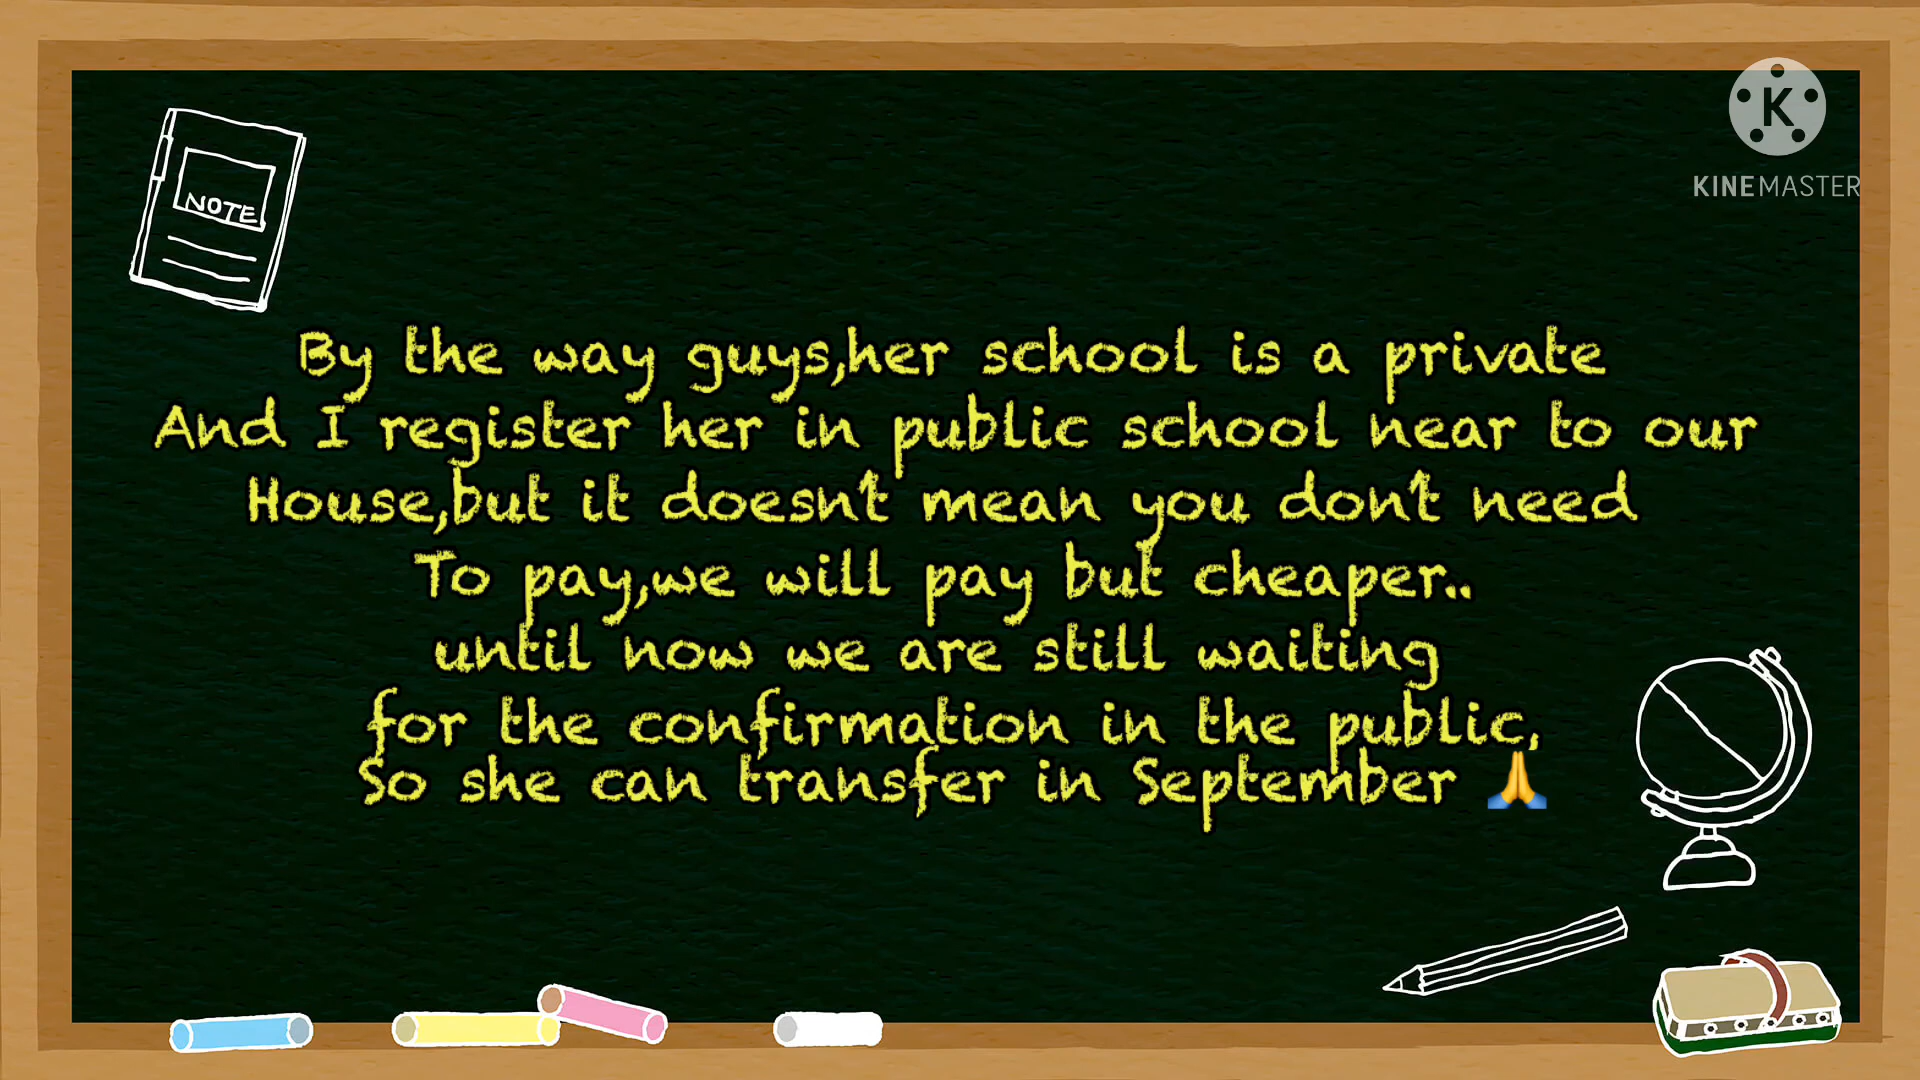 NOTE
KINEMASTER
By the way guys,her school is a private
And I register her in public school near to our
House,but it doesn't mean you don't need
To pay,we will pay but cheaper..
until now we are still waiting
for the confirmation in the public,
So she can transfer in September 🙏